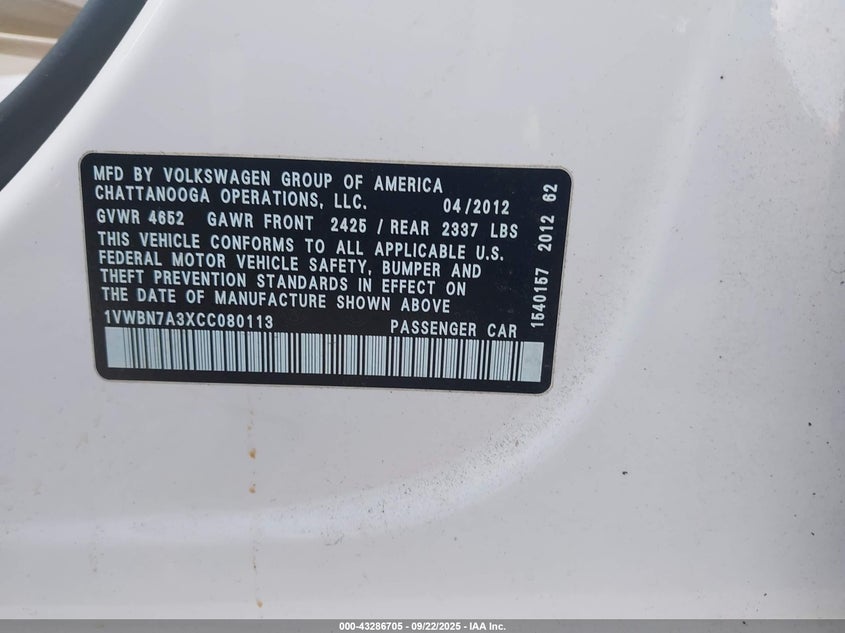 MFD BY VOLKSWAGEN GROUP OF AMERICA
CHATTANOOGA OPERATIONS, LLC. 04/2012
GVWR 4652 GAWR FRONT 2425 / REAR 2337 LBS
THIS VEHICLE CONFORMS TO ALL APPLICABLE U.S.
FEDERAL MOTOR VEHICLE SAFETY, BUMPER AND
THEFT PREVENTION STANDARDS IN EFFECT ON
THE DATE OF MANUFACTURE SHOWN ABOVE
1VWBN7A3XCC080113 PASSENGER CAR
1540157 2012 62
000-43286705 - 09/22/2025 - IAA Inc.